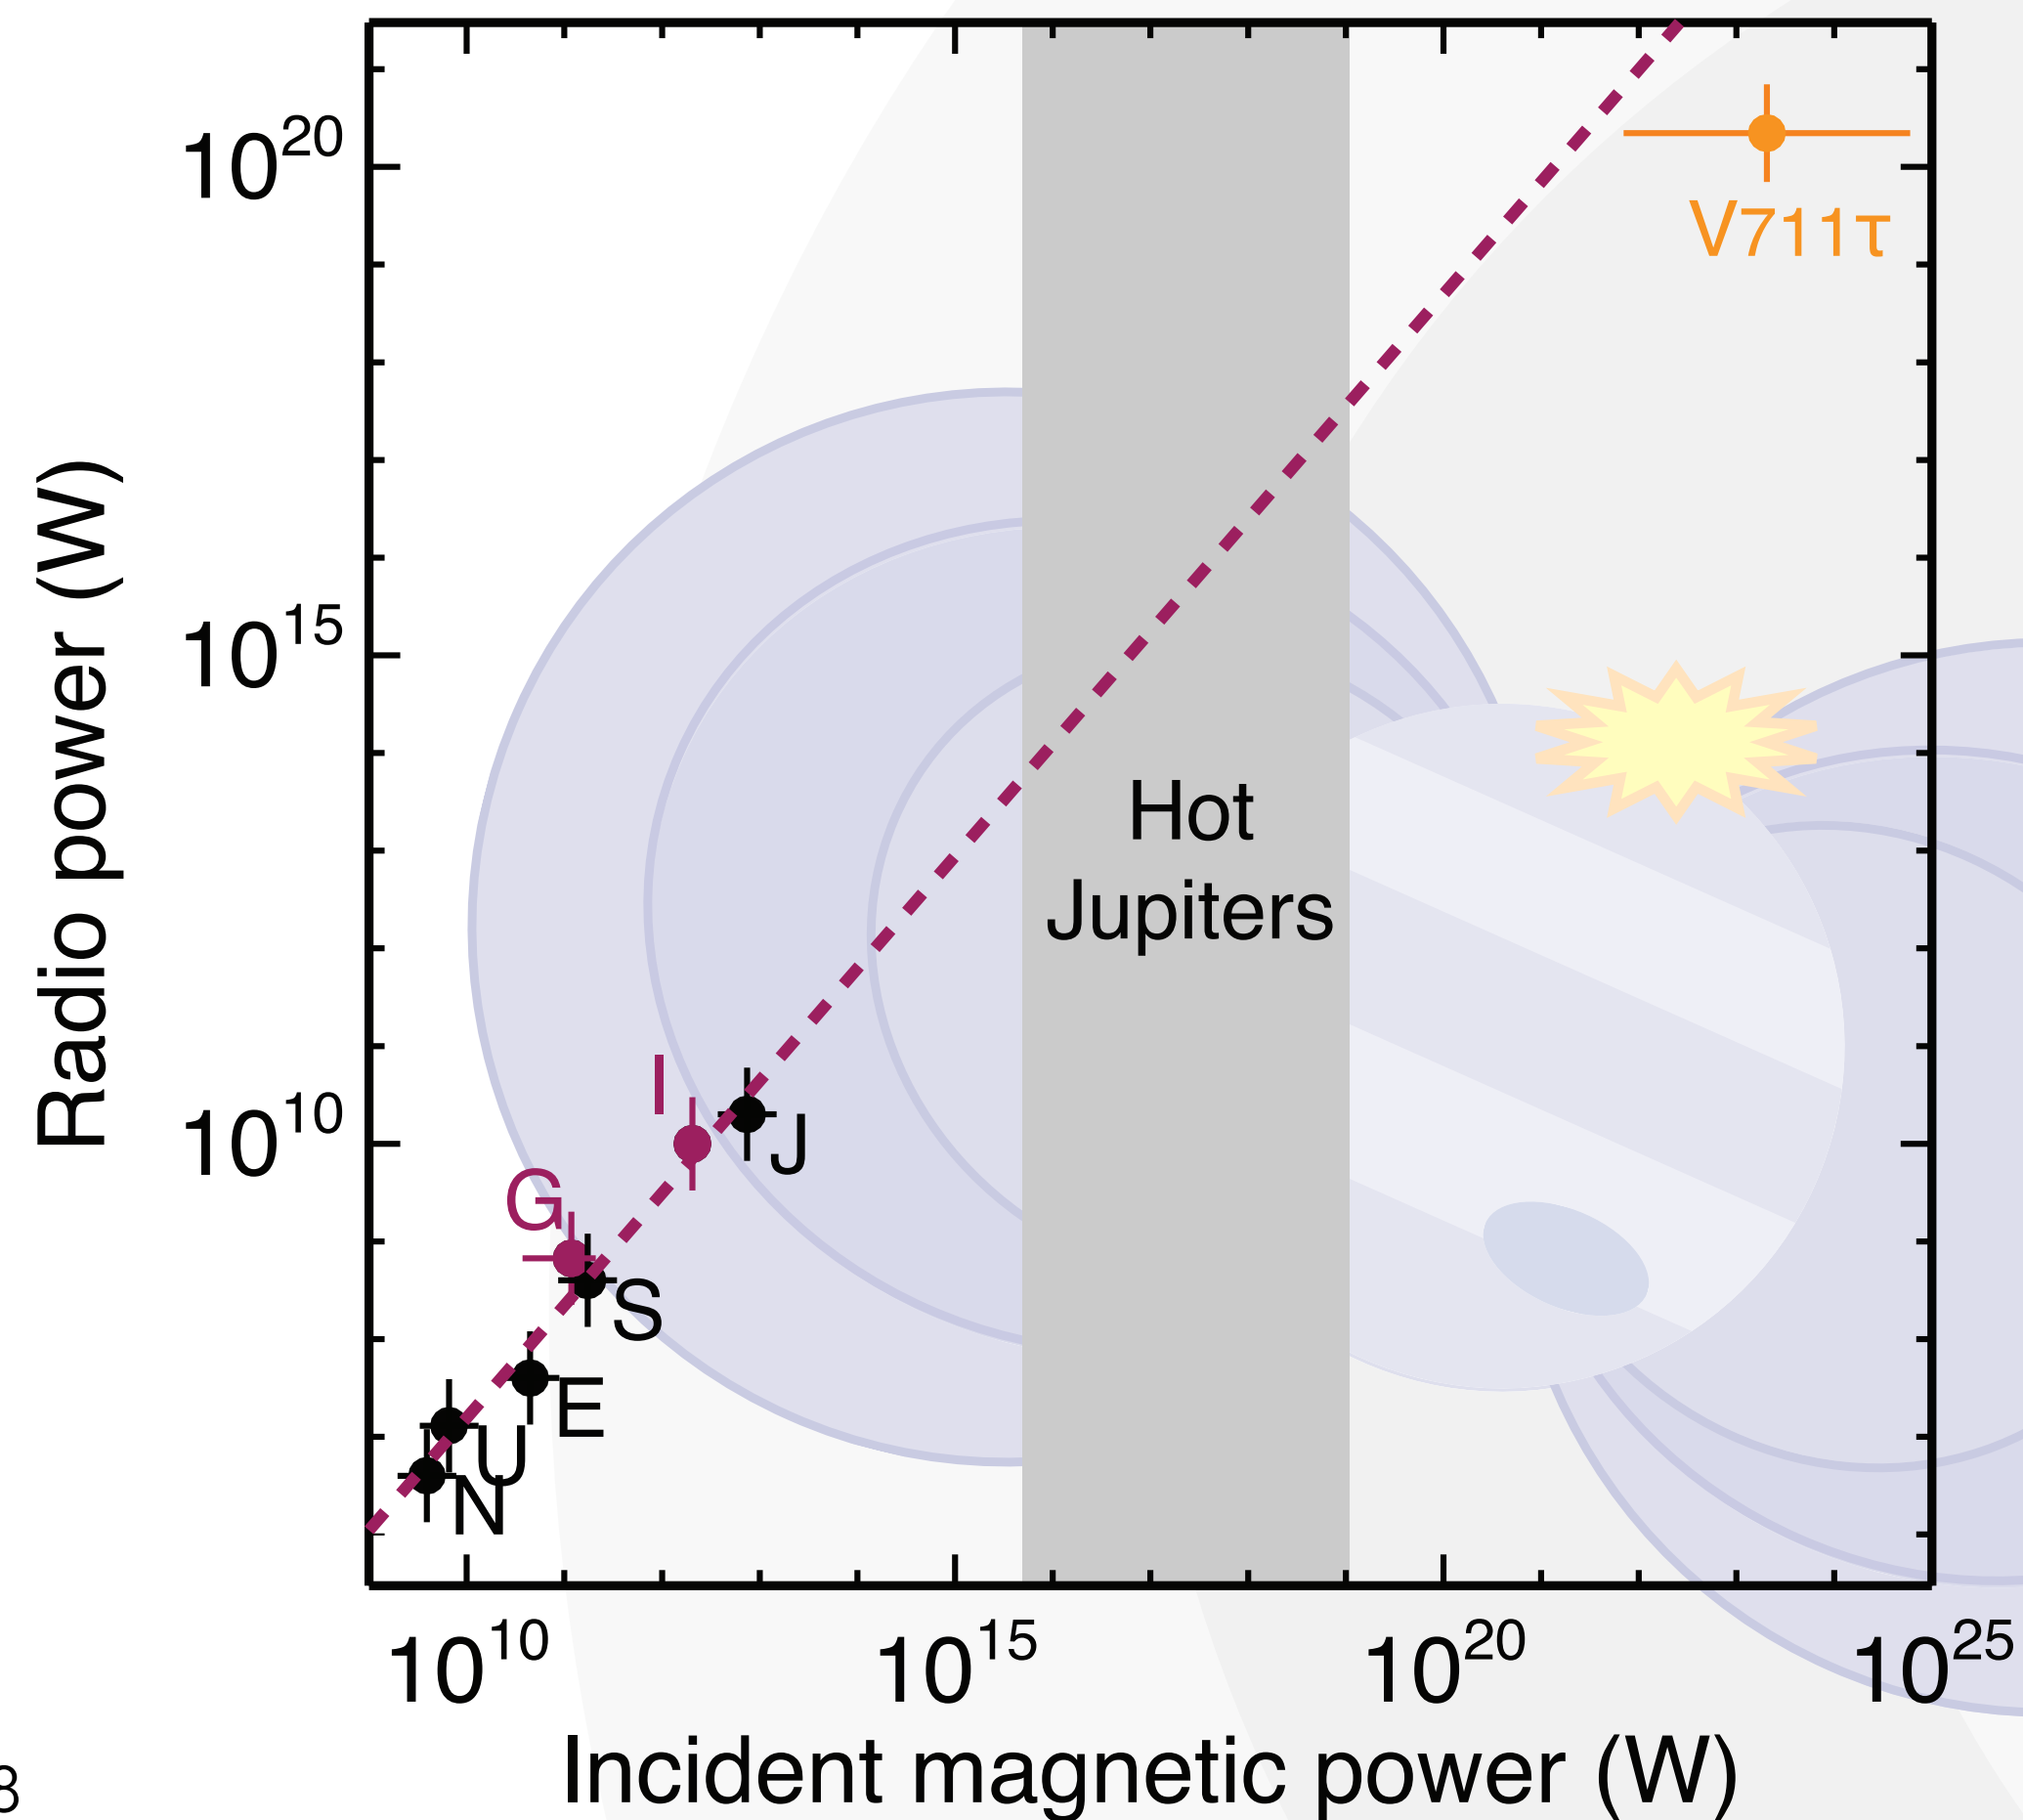 10^20
V711τ
Radio power (W)
10^15
Hot
Jupiters
I
10^10
J
G
S
E
U
N
10^10
10^15
10^20
10^25
Incident magnetic power (W)
8